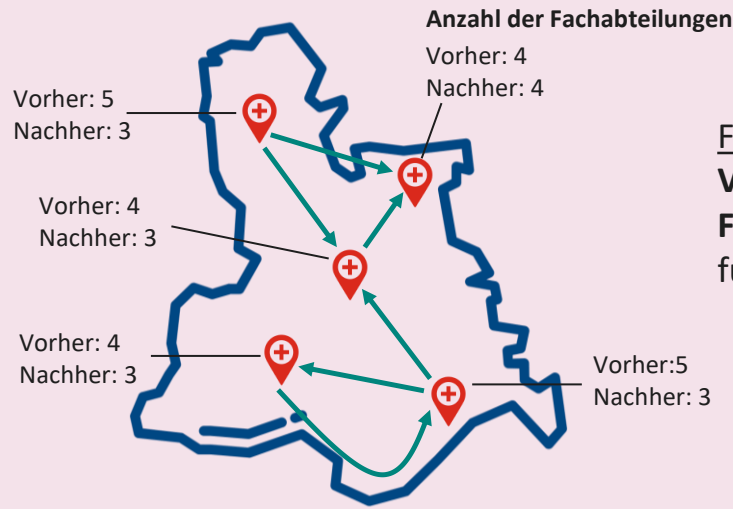 Anzahl der Fachabteilungen
Vorher: 4
Nachher: 4
Vorher: 5
Nachher: 3
Vorher: 4
Nachher: 3
Vorher: 4
Nachher: 3
Vorher:5
Nachher: 3